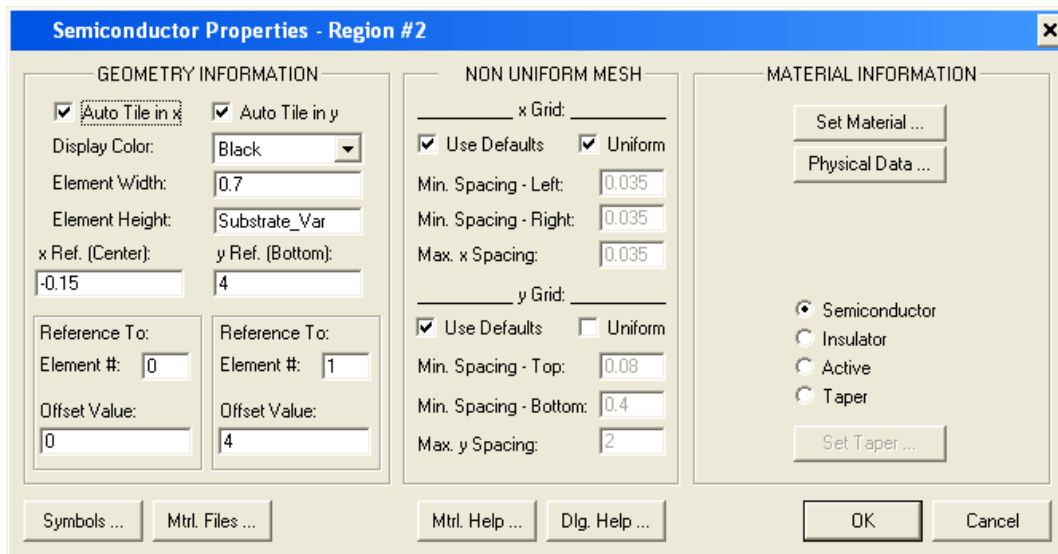 Semiconductor Properties - Region #2
GEOMETRY INFORMATION
Auto Tile in x Auto Tile in y
Display Color: Black
Element Width: 0.7
Element Height: Substrate_Var
x Ref. (Center): y Ref. (Bottom):
-0.15 4
Reference To: Reference To:
Element #: 0 Element #: 1
Offset Value: Offset Value:
0 4
NON UNIFORM MESH
x Grid:
Use Defaults Uniform
Min. Spacing - Left: 0.035
Min. Spacing - Right: 0.035
Max. x Spacing: 0.035
y Grid:
Use Defaults Uniform
Min. Spacing - Top: 0.08
Min. Spacing - Bottom: 0.4
Max. y Spacing: 2
MATERIAL INFORMATION
Set Material ...
Physical Data ...
Semiconductor
Insulator
Active
Taper
Set Taper ...
Symbols ... Mtrl. Files ... Mtrl. Help ... Dlg. Help ... OK Cancel